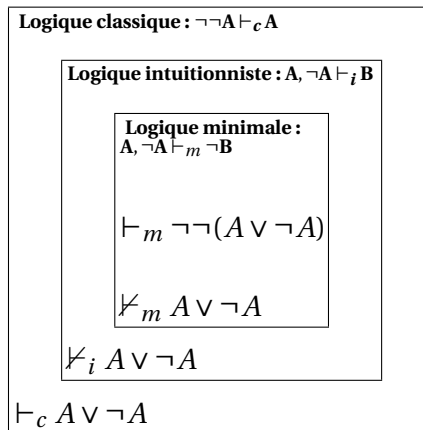 Logique classique : ¬¬A ⊢c A
Logique intuitionniste : A, ¬A ⊢i B
Logique minimale :
A, ¬A ⊢m ¬B
⊢m ¬¬(A ∨ ¬A)
⊬m A ∨ ¬A
⊬i A ∨ ¬A
⊢c A ∨ ¬A